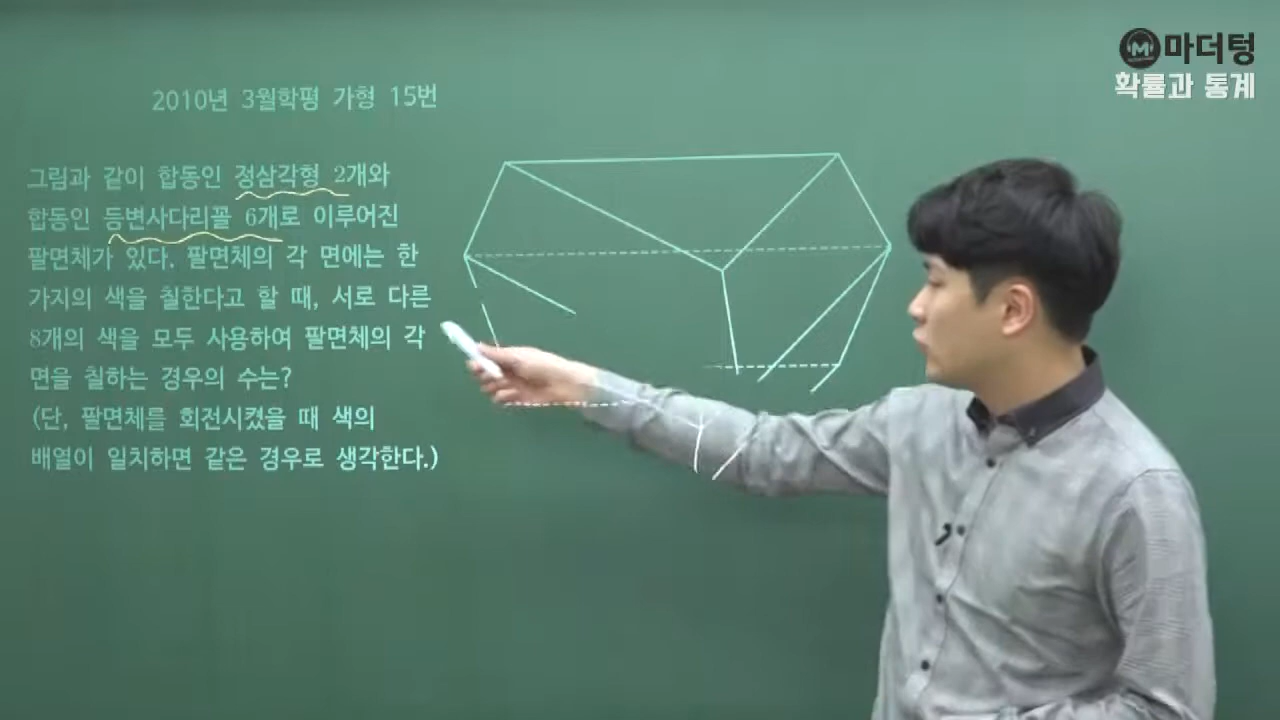 마더텅
확률과 통계
2010년 3월학평 가형 15번
그림과 같이 합동인 정삼각형 2개와
합동인 등변사다리꼴 6개로 이루어진
팔면체가 있다. 팔면체의 각 면에는 한
가지의 색을 칠한다고 할 때, 서로 다른
8개의 색을 모두 사용하여 팔면체의 각
면을 칠하는 경우의 수는?
(단, 팔면체를 회전시켰을 때 색의
배열이 일치하면 같은 경우로 생각한다.)